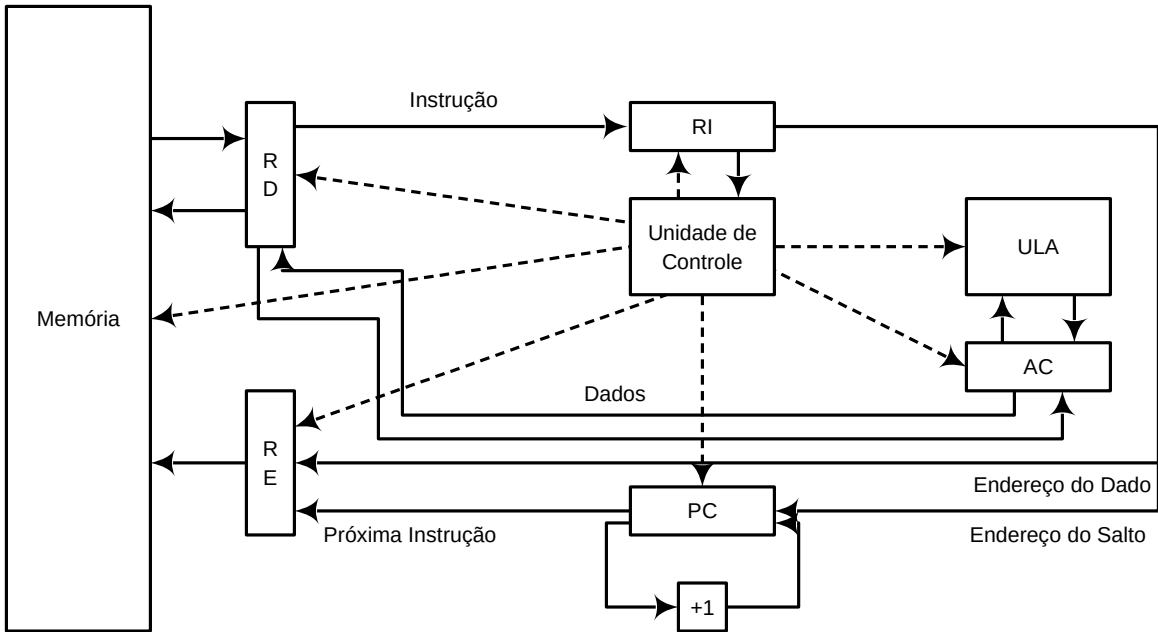 Instrução
RI
R
D
Unidade de
Controle
ULA
Memória
AC
Dados
R
E
Endereço do Dado
PC
Próxima Instrução
Endereço do Salto
+1